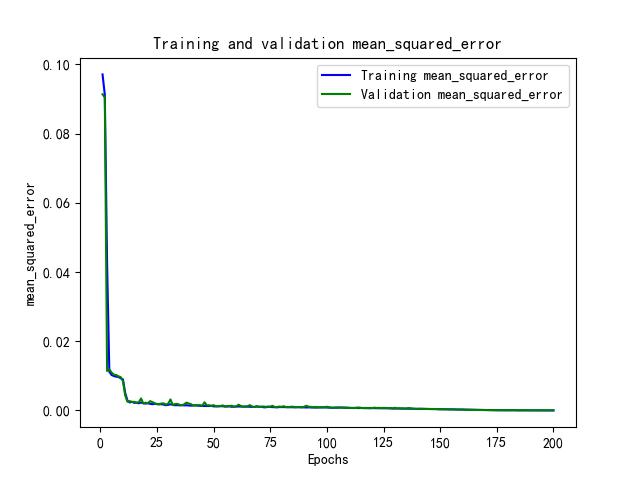 Training and validation mean_squared_error
Training mean_squared_error
Validation mean_squared_error
mean_squared_error
0.10
0.08
0.06
0.04
0.02
0.00
0 25 50 75 100 125 150 175 200
Epochs